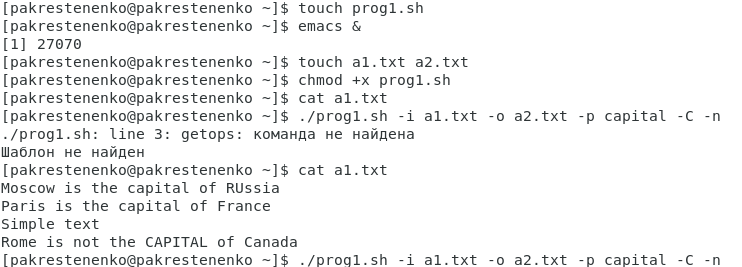 [pakrestenenko@pakrestenenko ~]$ touch prog1.sh
[pakrestenenko@pakrestenenko ~]$ emacs &
[1] 27070
[pakrestenenko@pakrestenenko ~]$ touch a1.txt a2.txt
[pakrestenenko@pakrestenenko ~]$ chmod +x prog1.sh
[pakrestenenko@pakrestenenko ~]$ cat a1.txt
[pakrestenenko@pakrestenenko ~]$ ./prog1.sh -i a1.txt -o a2.txt -p capital -C -n
./prog1.sh: line 3: getops: команда не найдена
Шаблон не найден
[pakrestenenko@pakrestenenko ~]$ cat a1.txt
Moscow is the capital of RUssia
Paris is the capital of France
Simple text
Rome is not the CAPITAL of Canada
[pakrestenenko@pakrestenenko ~]$ ./prog1.sh -i a1.txt -o a2.txt -p capital -C -n